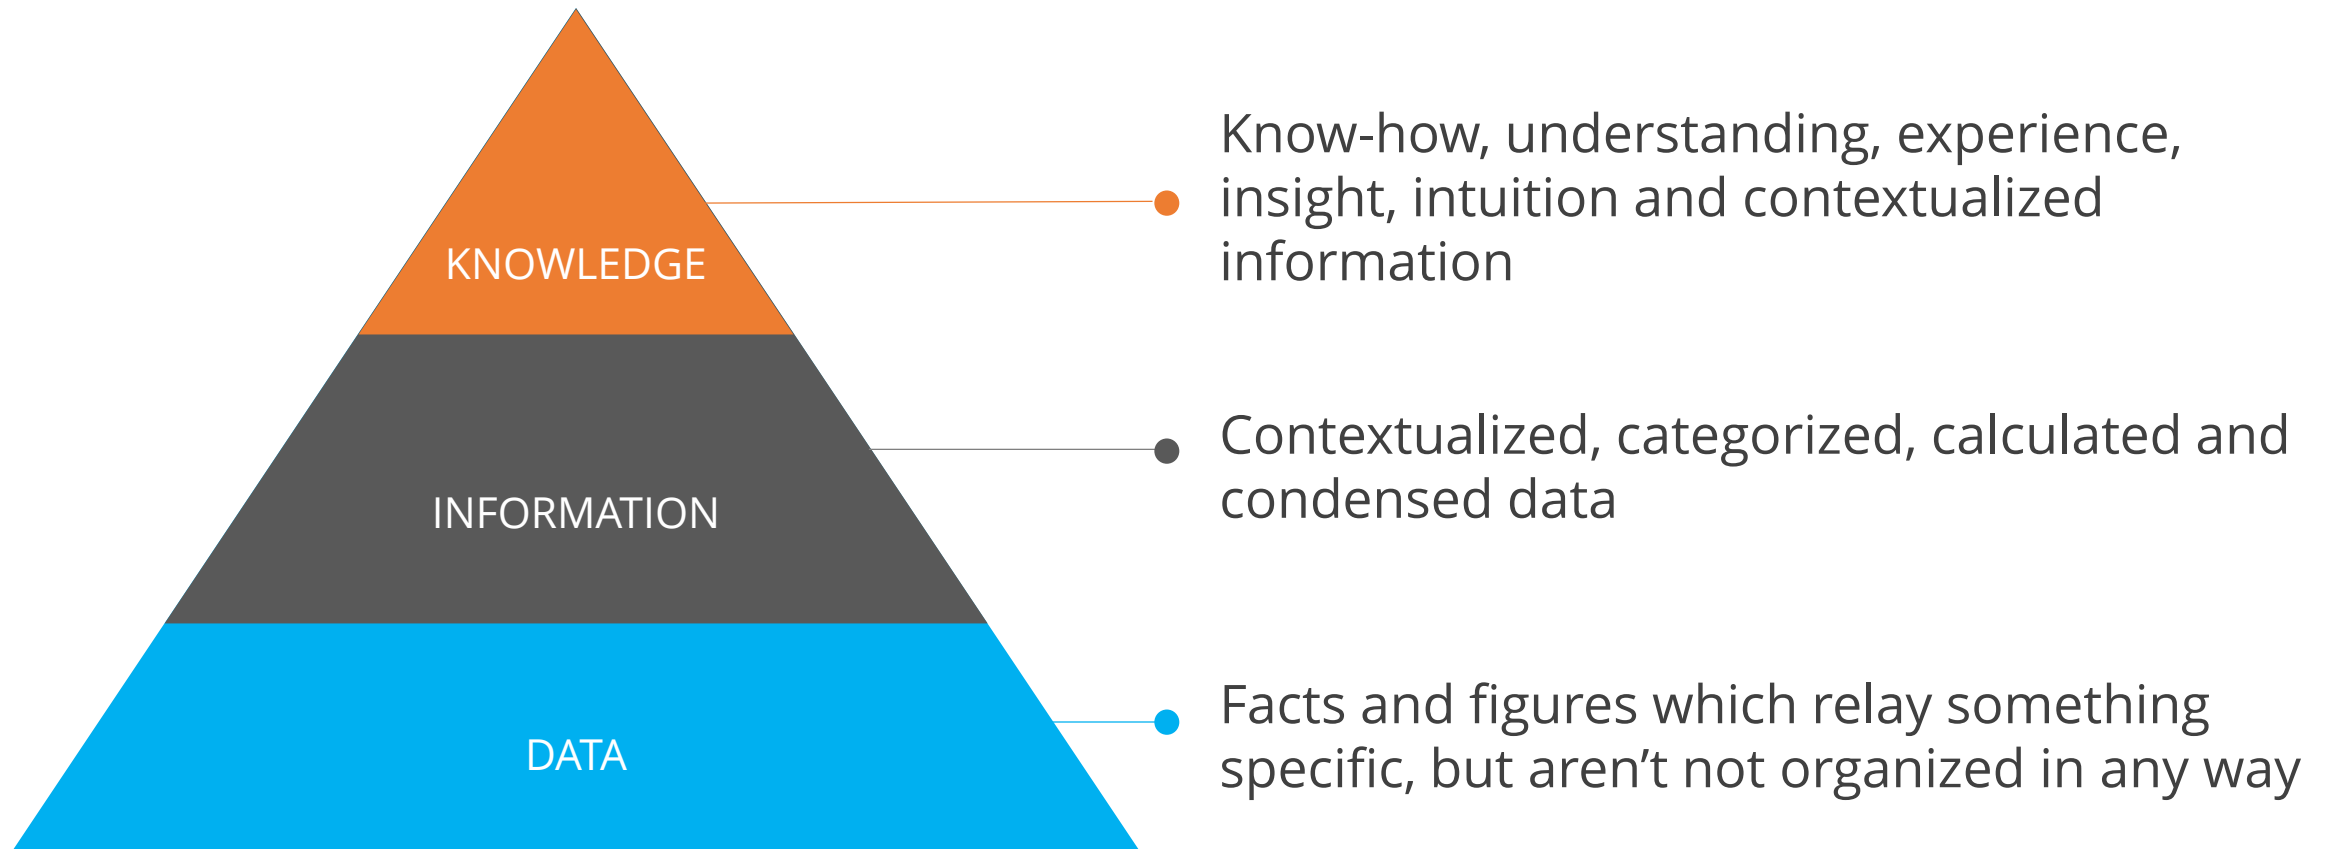 KNOWLEDGE
Know-how, understanding, experience,
insight, intuition and contextualized
information
INFORMATION
Contextualized, categorized, calculated and
condensed data
DATA
Facts and figures which relay something
specific, but aren’t not organized in any way